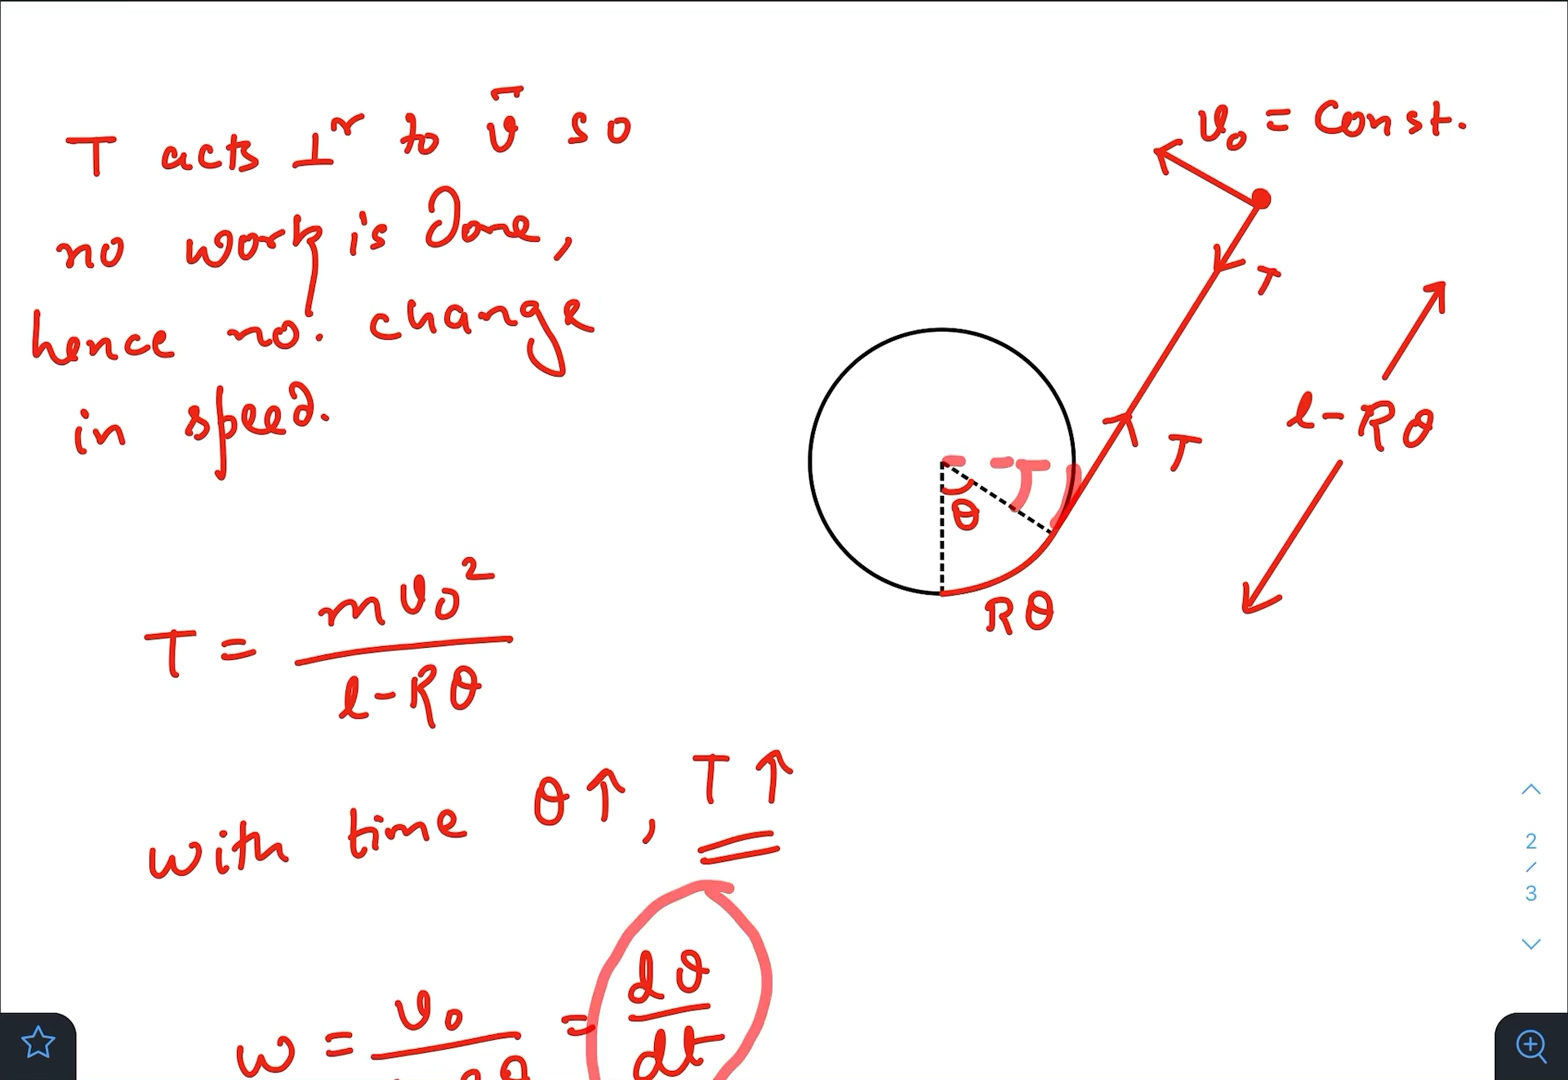 T acts ⊥ʳ to v̄ so
no work is done,
hence no. change
in speed.
T = mv₀² / l-Rθ
with time θ↑, T↑
ω = v₀ / = dθ / dt
v₀ = Const.
T
T
l-Rθ
θ
Rθ
2
/
3